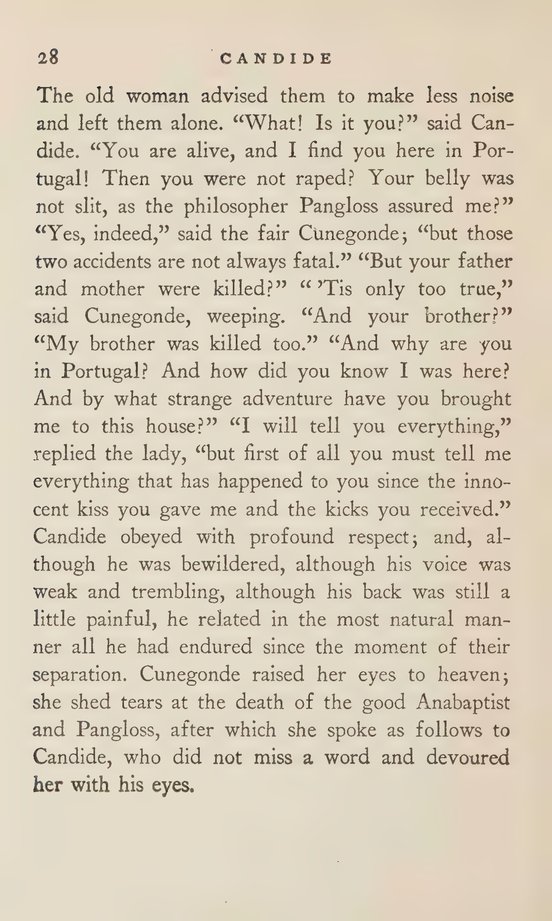 28 CANDIDE
The old woman advised them to make less noise
and left them alone. “What! Is it you?” said Can-
dide. “You are alive, and I find you here in Por-
tugal! Then you were not raped? Your belly was
not slit, as the philosopher Pangloss assured me?”
“Yes, indeed,” said the fair Cunegonde; “but those
two accidents are not always fatal.” “But your father
and mother were killed?” “ ’Tis only too true,”
said Cunegonde, weeping. “And your brother?”
“My brother was killed too.” “And why are you
in Portugal? And how did you know I was here?
And by what strange adventure have you brought
me to this house?” “I will tell you everything,”
replied the lady, “but first of all you must tell me
everything that has happened to you since the inno-
cent kiss you gave me and the kicks you received.”
Candide obeyed with profound respect; and, al-
though he was bewildered, although his voice was
weak and trembling, although his back was still a
little painful, he related in the most natural man-
ner all he had endured since the moment of their
separation. Cunegonde raised her eyes to heaven;
she shed tears at the death of the good Anabaptist
and Pangloss, after which she spoke as follows to
Candide, who did not miss a word and devoured
her with his eyes.